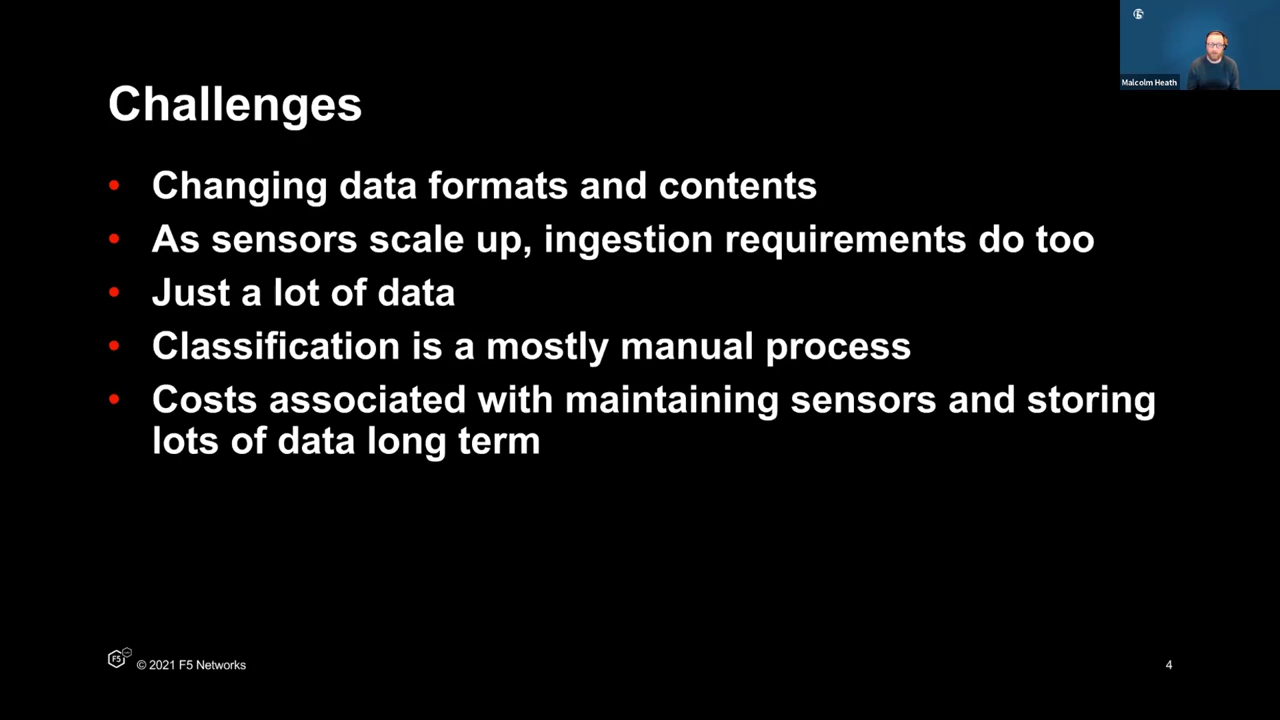 Malcolm Heath
Challenges
• Changing data formats and contents
• As sensors scale up, ingestion requirements do too
• Just a lot of data
• Classification is a mostly manual process
• Costs associated with maintaining sensors and storing
lots of data long term
F5
© 2021 F5 Networks
4